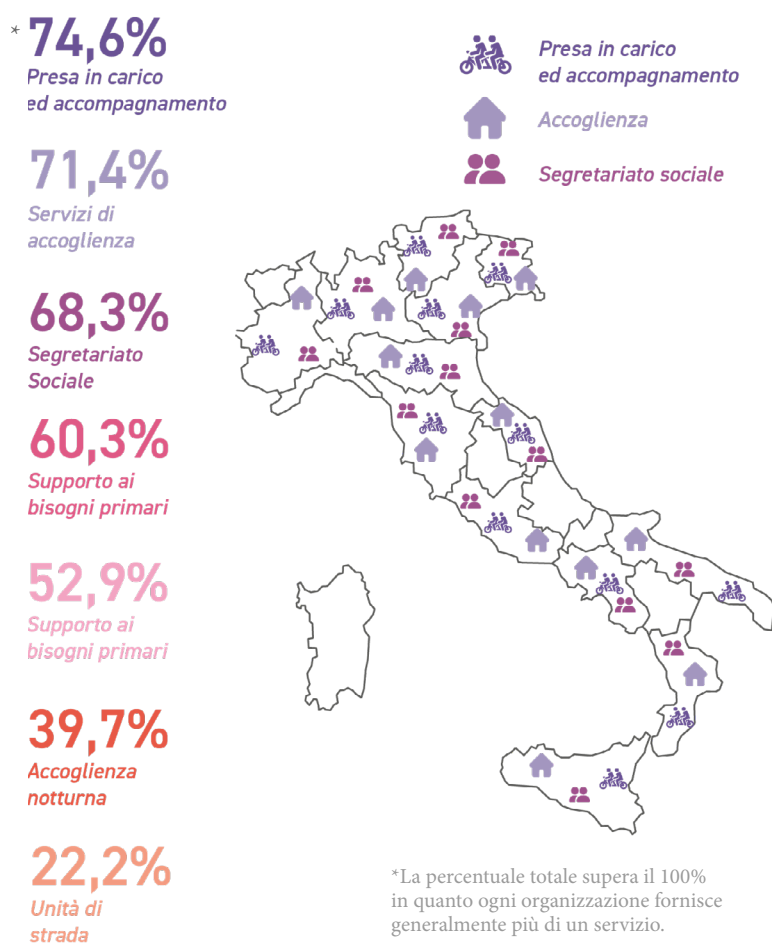 * 74,6%
Presa in carico
ed accompagnamento
71,4%
Servizi di
accoglienza
68,3%
Segretariato
Sociale
60,3%
Supporto ai
bisogni primari
52,9%
Supporto ai
bisogni primari
39,7%
Accoglienza
notturna
22,2%
Unità di
strada
Presa in carico
ed accompagnamento
Accoglienza
Segretariato sociale
*La percentuale totale supera il 100%
in quanto ogni organizzazione fornisce
generalmente più di un servizio.